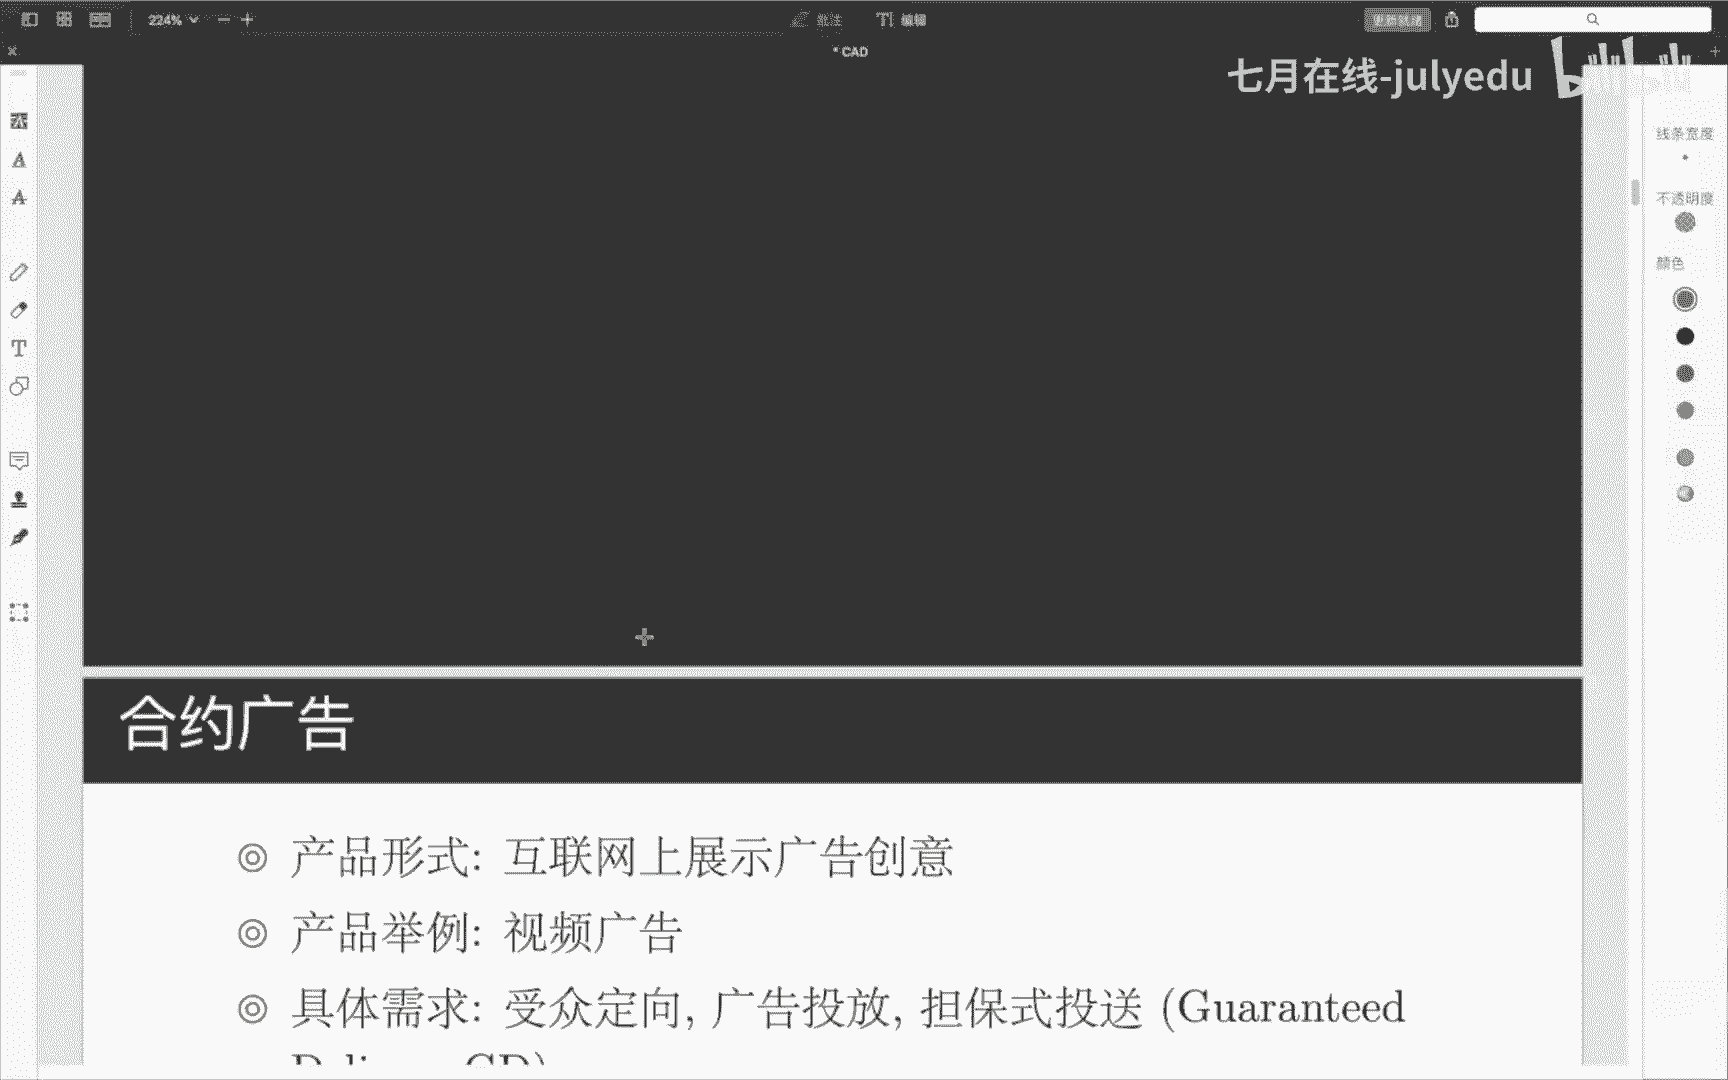 224%
批注
编辑
更新就绪
* CAD
七月在线-julyedu
bilibili
线条宽度
不透明度
颜色
合约广告
产品形式: 互联网上展示广告创意
产品举例: 视频广告
具体需求: 受众定向, 广告投放, 担保式投送 (Guaranteed
Delivery, GD)